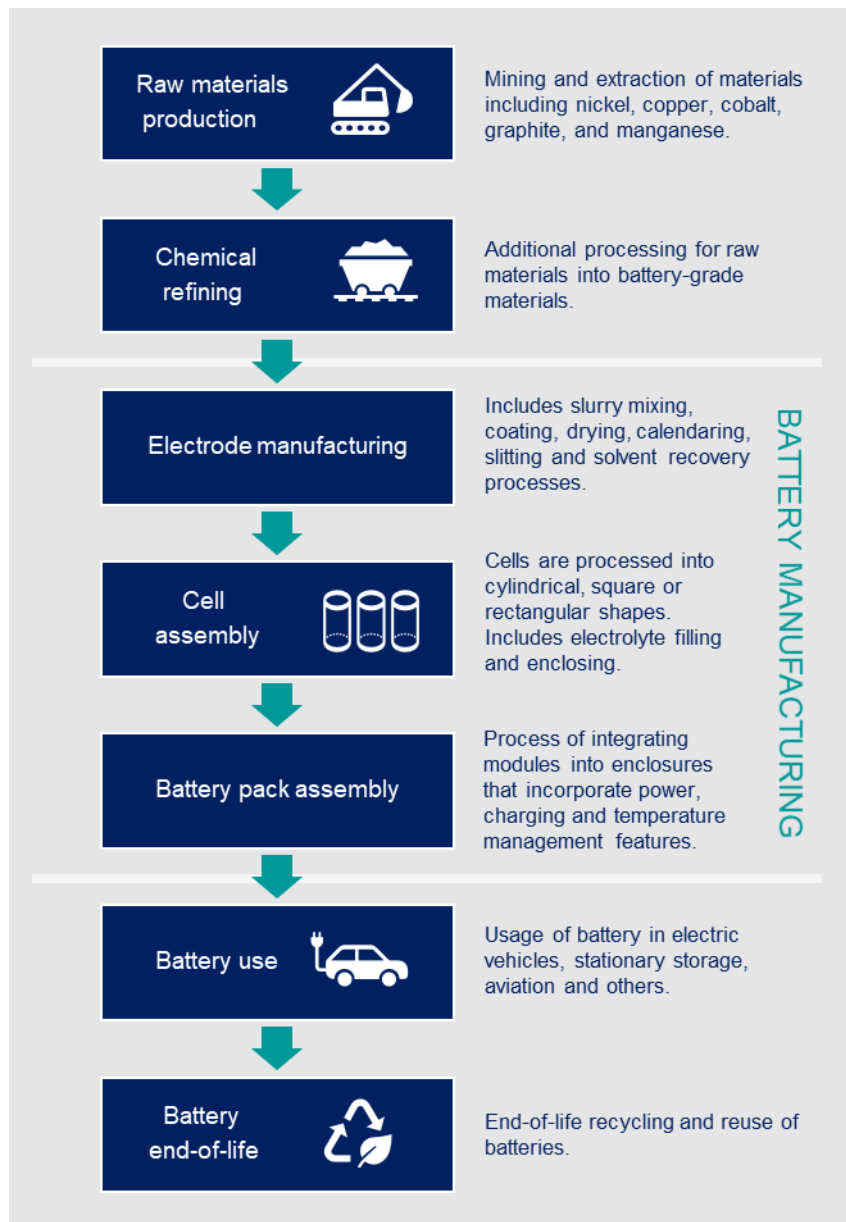 Raw materials
production
Mining and extraction of materials
including nickel, copper, cobalt,
graphite, and manganese.
Chemical
refining
Additional processing for raw
materials into battery-grade
materials.
Electrode manufacturing
Includes slurry mixing,
coating, drying, calendaring,
slitting and solvent recovery
processes.
Cell
assembly
Cells are processed into
cylindrical, square or
rectangular shapes.
Includes electrolyte filling
and enclosing.
Battery pack assembly
Process of integrating
modules into enclosures
that incorporate power,
charging and temperature
management features.
BATTERY MANUFACTURING
Battery use
Usage of battery in electric
vehicles, stationary storage,
aviation and others.
Battery
end-of-life
End-of-life recycling and reuse of
batteries.